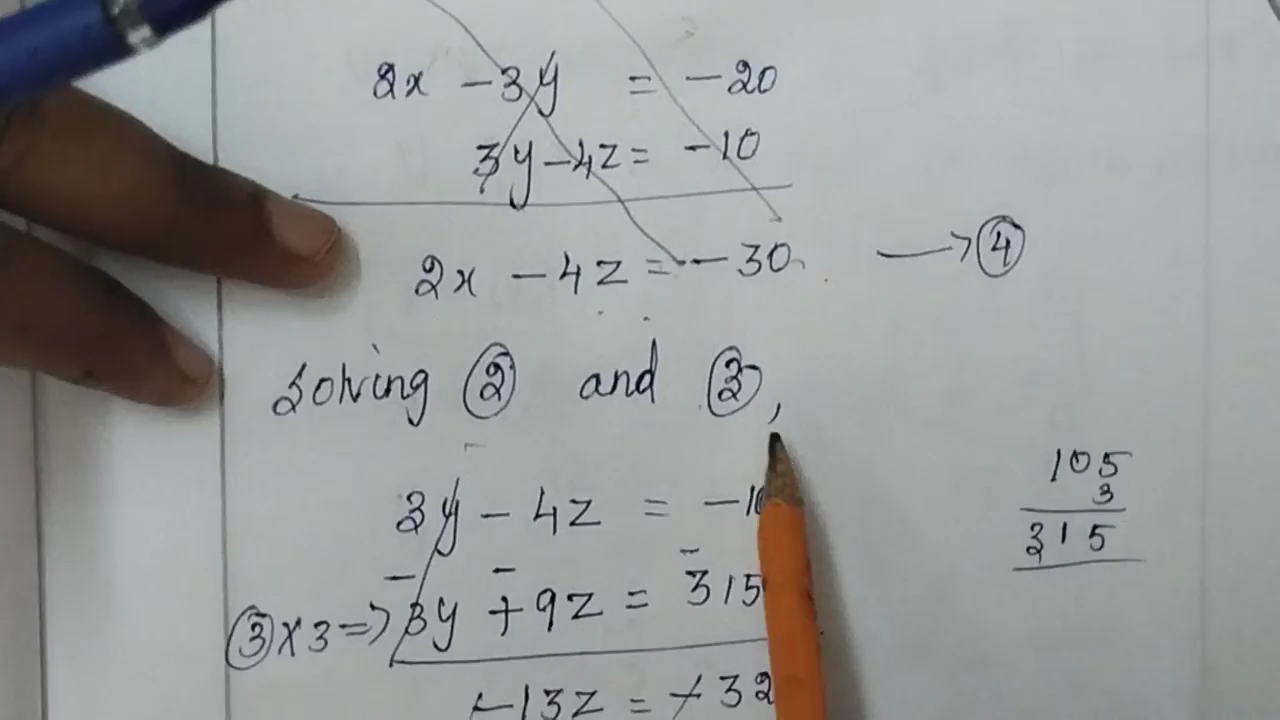 2x - 3y = -20
3y - 4z = -10
2x - 4z = -30 → ④
Solving ② and ③,
105
3
315
3y - 4z = -1
③ × 3 ⇒ 3y + 9z = 315
- - -
-13z = -32